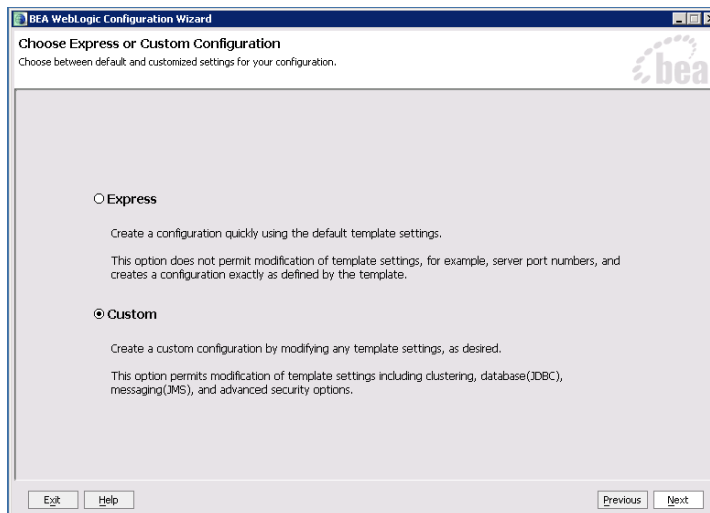 BEA WebLogic Configuration Wizard
Choose Express or Custom Configuration
Choose between default and customized settings for your configuration.
bea
Express
Create a configuration quickly using the default template settings.
This option does not permit modification of template settings, for example, server port numbers, and
creates a configuration exactly as defined by the template.
Custom
Create a custom configuration by modifying any template settings, as desired.
This option permits modification of template settings including clustering, database(JDBC),
messaging(JMS), and advanced security options.
Exit Help Previous Next